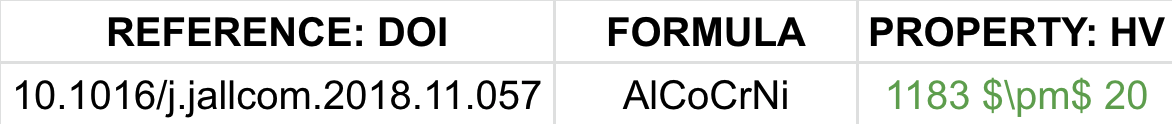 REFERENCE: DOI FORMULA PROPERTY: HV
10.1016/j.jallcom.2018.11.057 AlCoCrNi 1183 $\pm$ 20